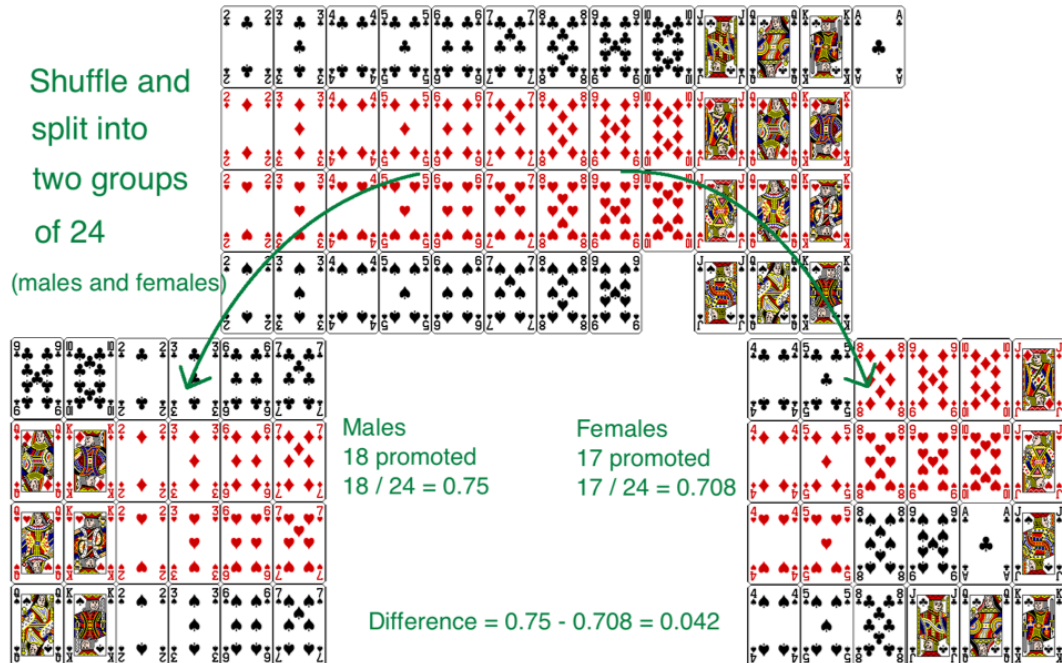 Shuffle and
split into
two groups
of 24
(males and females)
Males
18 promoted
18 / 24 = 0.75
Females
17 promoted
17 / 24 = 0.708
Difference = 0.75 - 0.708 = 0.042